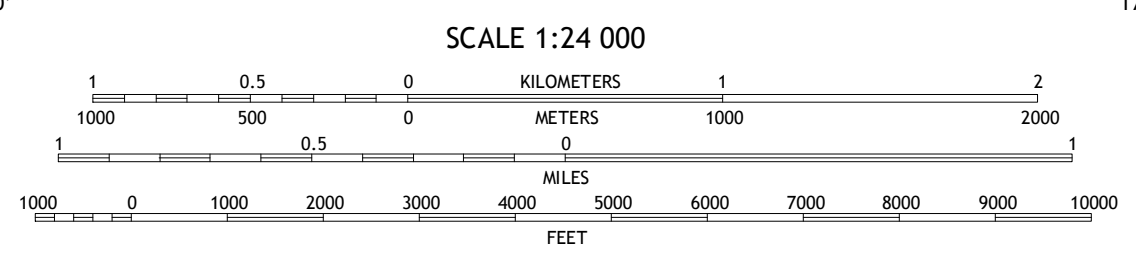 SCALE 1:24 000
1 0.5 0 KILOMETERS 1 2
1000 500 0 METERS 1000 2000
1 0.5 0 1
MILES
1000 0 1000 2000 3000 4000 5000 6000 7000 8000 9000 10000
FEET